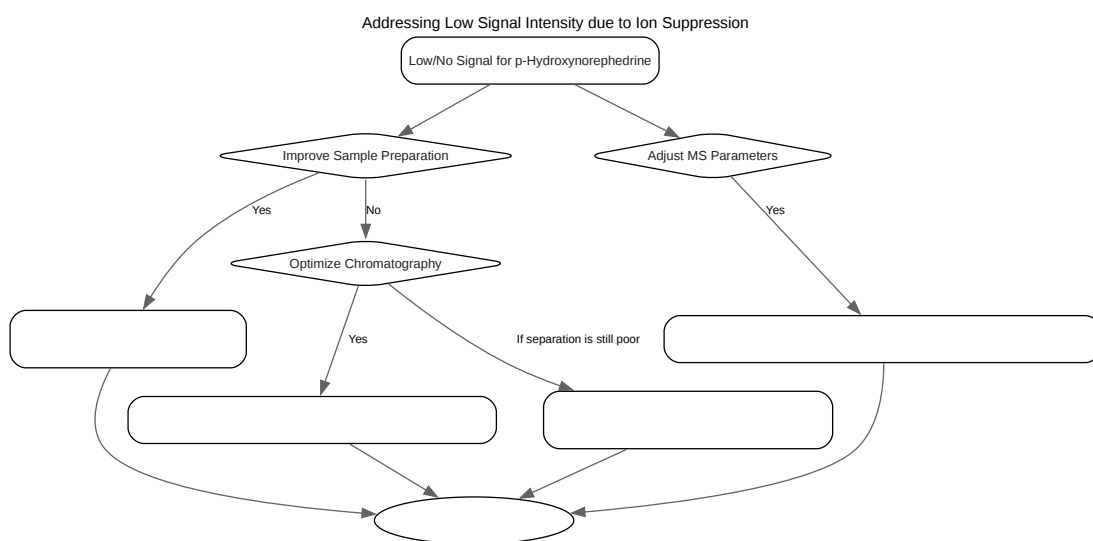 Addressing Low Signal Intensity due to Ion Suppression
Low/No Signal for p-Hydroxynorephedrine
Improve Sample Preparation
Adjust MS Parameters
Yes
No
Yes
Optimize Chromatography
Yes
If separation is still poor